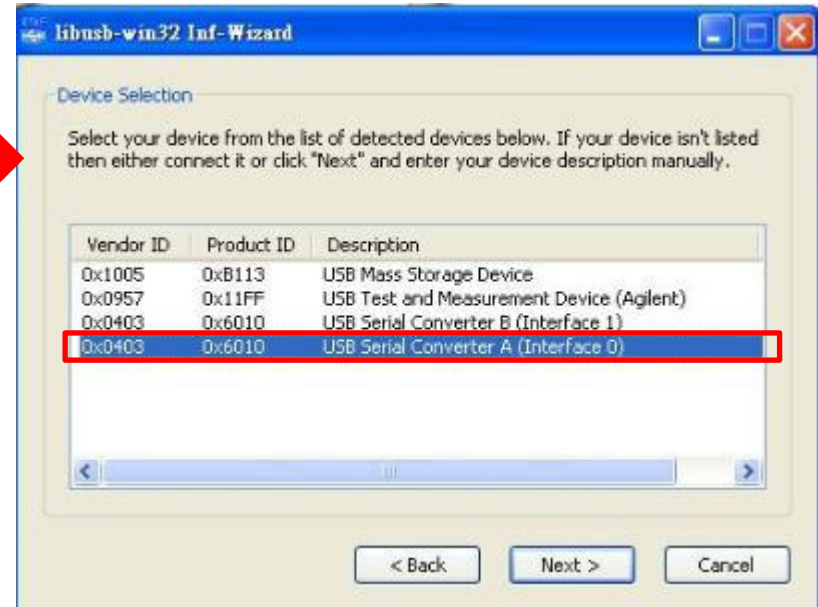 libusb-win32 Inf-Wizard
Device Selection
Select your device from the list of detected devices below. If your device isn't listed
then either connect it or click "Next" and enter your device description manually.
Vendor ID Product ID Description
0x1005 0xB113 USB Mass Storage Device
0x0957 0x11FF USB Test and Measurement Device (Agilent)
0x0403 0x6010 USB Serial Converter B (Interface 1)
0x0403 0x6010 USB Serial Converter A (Interface 0)
< Back Next > Cancel